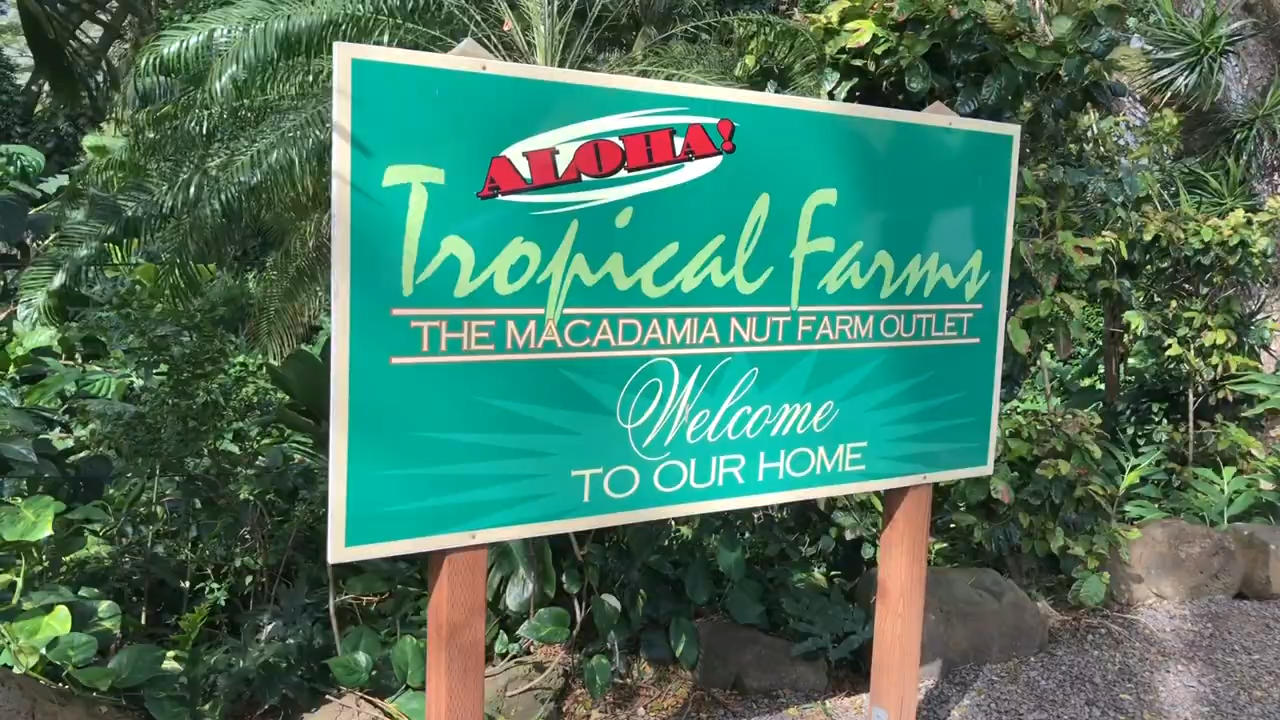 ALOHA!
Tropical Farms
THE MACADAMIA NUT FARM OUTLET
Welcome
TO OUR HOME